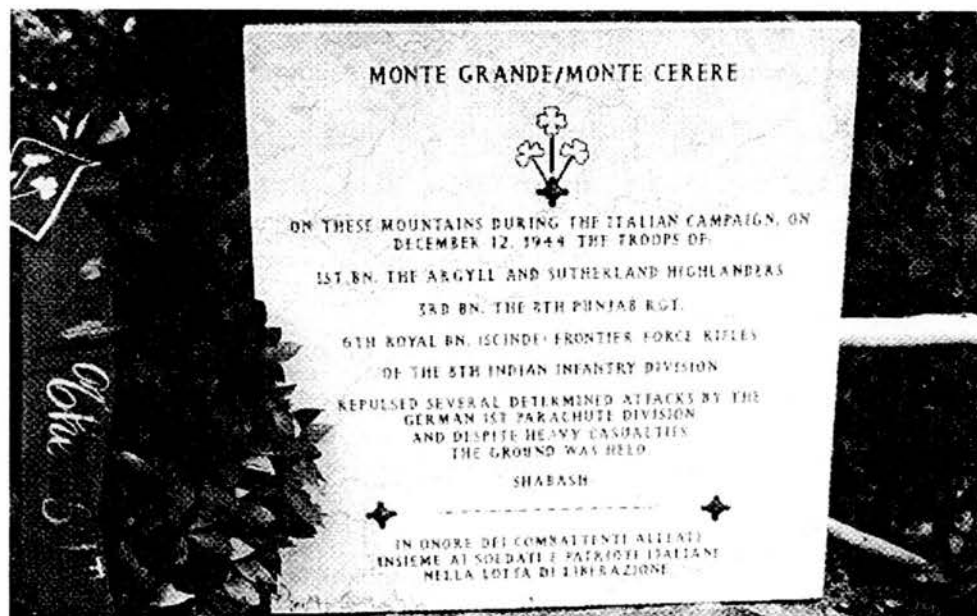 MONTE GRANDE/MONTE CERERE
ON THESE MOUNTAINS DURING THE ITALIAN CAMPAIGN, ON
DECEMBER 12, 1944 THE TROOPS OF:
1ST. BN. THE ARGYLL AND SUTHERLAND HIGHLANDERS
3RD BN. THE 8TH PUNJAB RGT.
6TH ROYAL BN. (SCINDE) FRONTIER FORCE RIFLES
OF THE 8TH INDIAN INFANTRY DIVISION
REPULSED SEVERAL DETERMINED ATTACKS BY THE
GERMAN 1ST PARACHUTE DIVISION
AND DESPITE HEAVY CASUALTIES
THE GROUND WAS HELD
SHABASH
IN ONORE DEI COMBATTENTI ALLEATI
INSIEME AI SOLDATI E PATRIOTI ITALIANI
NELLA LOTTA DI LIBERAZIONE